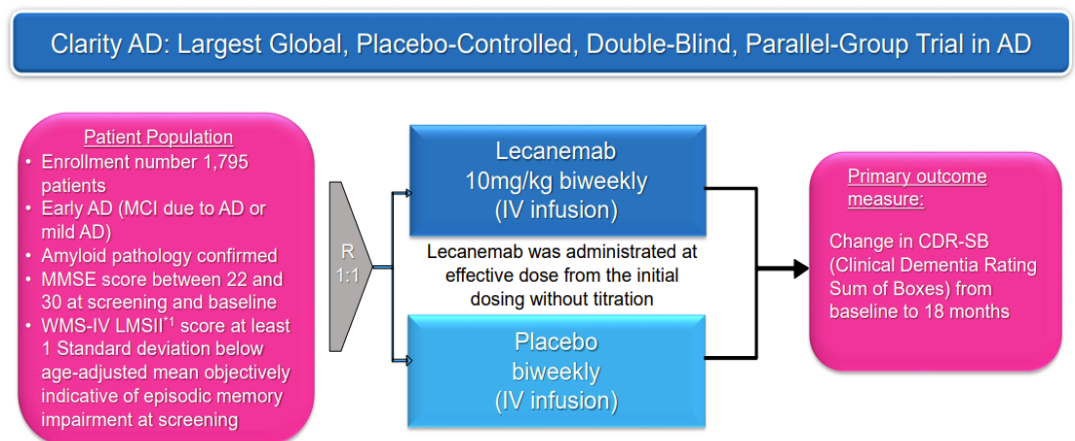 Clarity AD: Largest Global, Placebo-Controlled, Double-Blind, Parallel-Group Trial in AD
Patient Population
• Enrollment number 1,795
patients
• Early AD (MCI due to AD or
mild AD)
• Amyloid pathology confirmed
• MMSE score between 22 and
30 at screening and baseline
• WMS-IV LMSII*1 score at least
1 Standard deviation below
age-adjusted mean objectively
indicative of episodic memory
impairment at screening
R
1:1
Lecanemab
10mg/kg biweekly
(IV infusion)
Lecanemab was administrated at
effective dose from the initial
dosing without titration
Placebo
biweekly
(IV infusion)
Primary outcome
measure:
Change in CDR-SB
(Clinical Dementia Rating
Sum of Boxes) from
baseline to 18 months